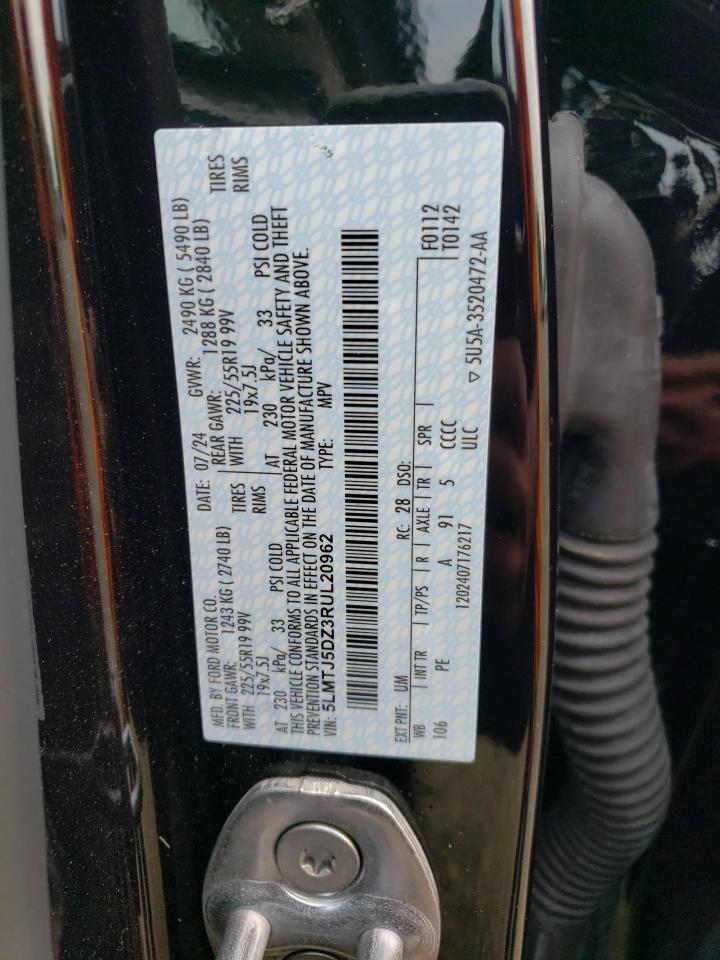 MFD. BY FORD MOTOR CO.
DATE: 07/24 GVWR: 2490 KG ( 5490 LB)
FRONT GAWR: 1243 KG ( 2740 LB) REAR GAWR: 1288 KG ( 2840 LB)
WITH 225/55R19 99V TIRES WITH 225/55R19 99V TIRES
19x7.5J RIMS 19x7.5J RIMS
AT 230 kPa/ 33 PSI COLD AT 230 kPa/ 33 PSI COLD
THIS VEHICLE CONFORMS TO ALL APPLICABLE FEDERAL MOTOR VEHICLE SAFETY AND THEFT
PREVENTION STANDARDS IN EFFECT ON THE DATE OF MANUFACTURE SHOWN ABOVE.
VIN: 5LMTJ5DZ3RUL20962 TYPE: MPV
EXT PNT: UM RC: 28 DSO: F0112
WB INT TR TP/PS R AXLE TR SPR T0142
106 PE A 91 5 CCCC
1202407176217 ULC ▽ 5U5A-3520472-AA